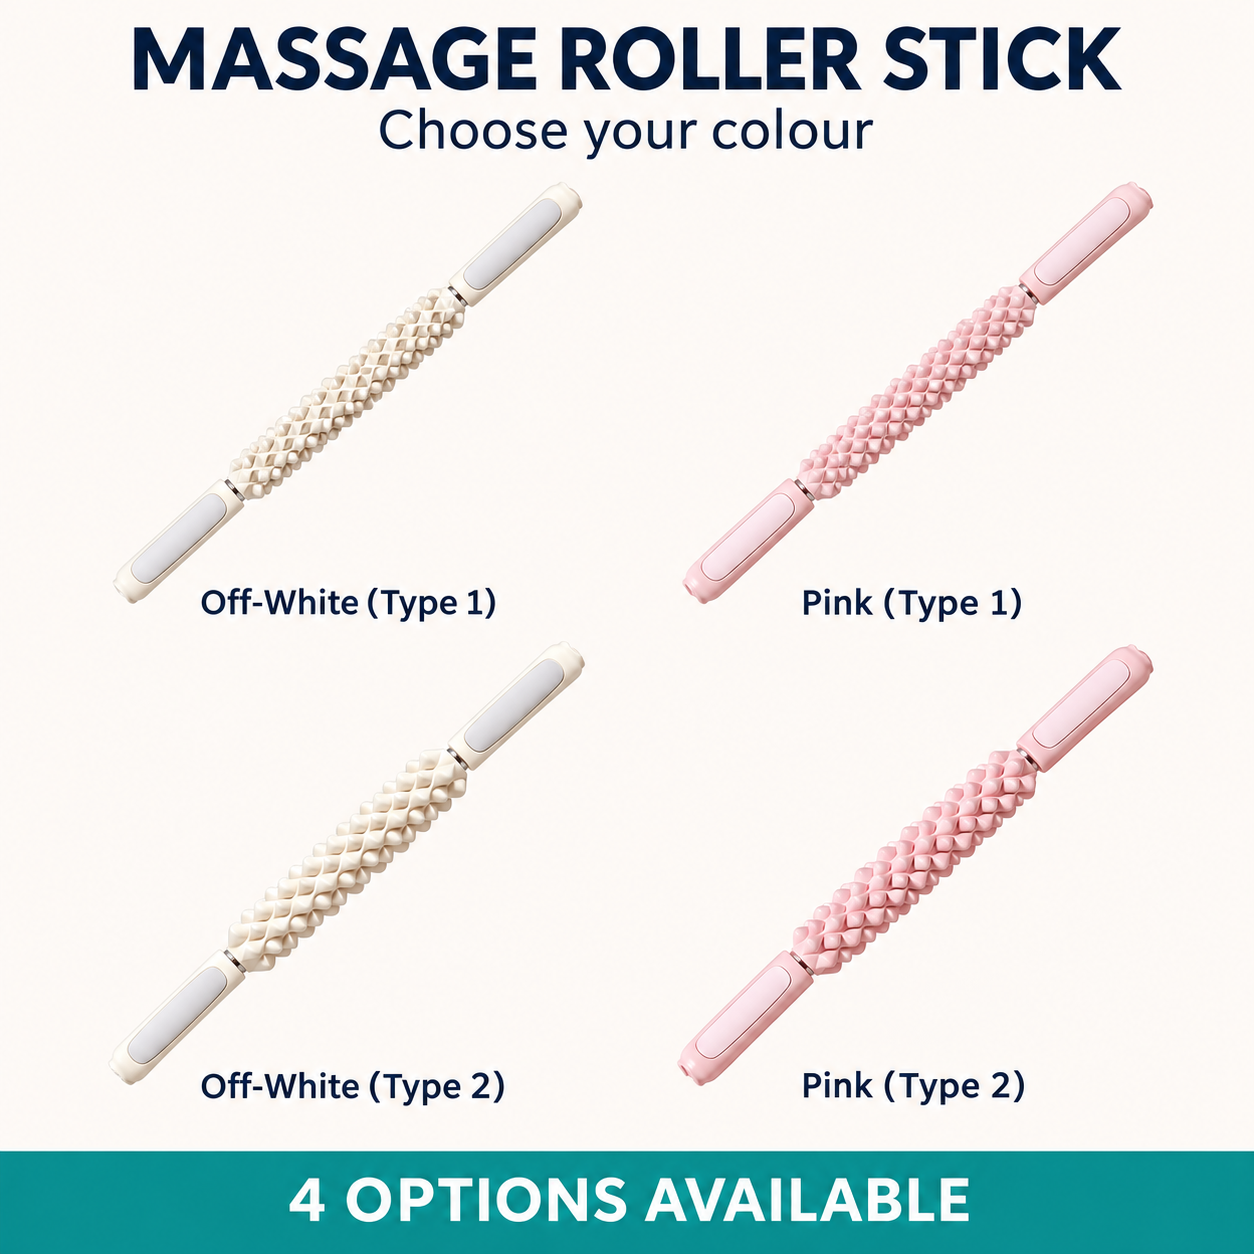 MASSAGE ROLLER STICK
Choose your colour
Off-White (Type 1)
Pink (Type 1)
Off-White (Type 2)
Pink (Type 2)
4 OPTIONS AVAILABLE